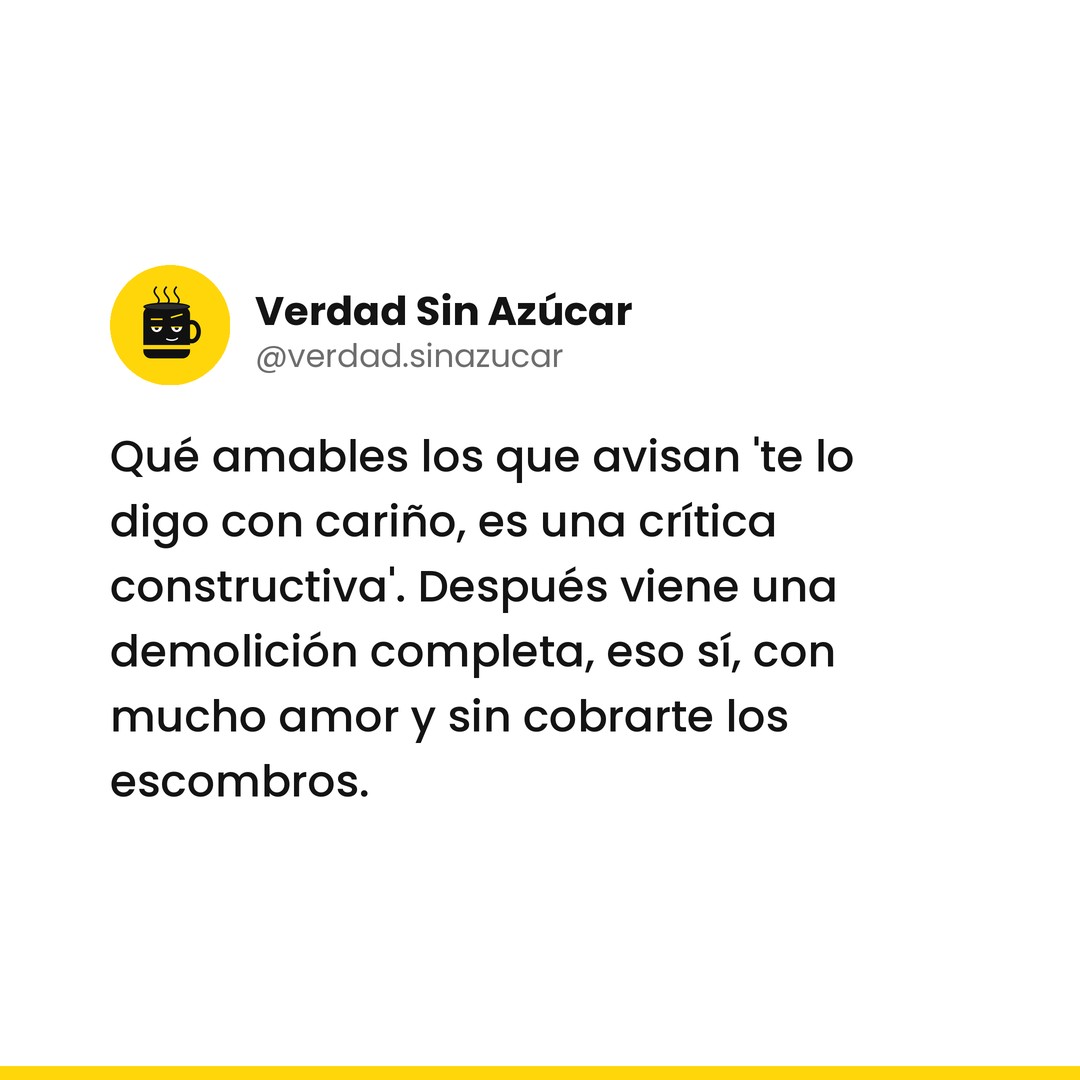 Verdad Sin Azúcar
@verdad.sinazucar
Qué amables los que avisan 'te lo
digo con cariño, es una crítica
constructiva'. Después viene una
demolición completa, eso sí, con
mucho amor y sin cobrarte los
escombros.